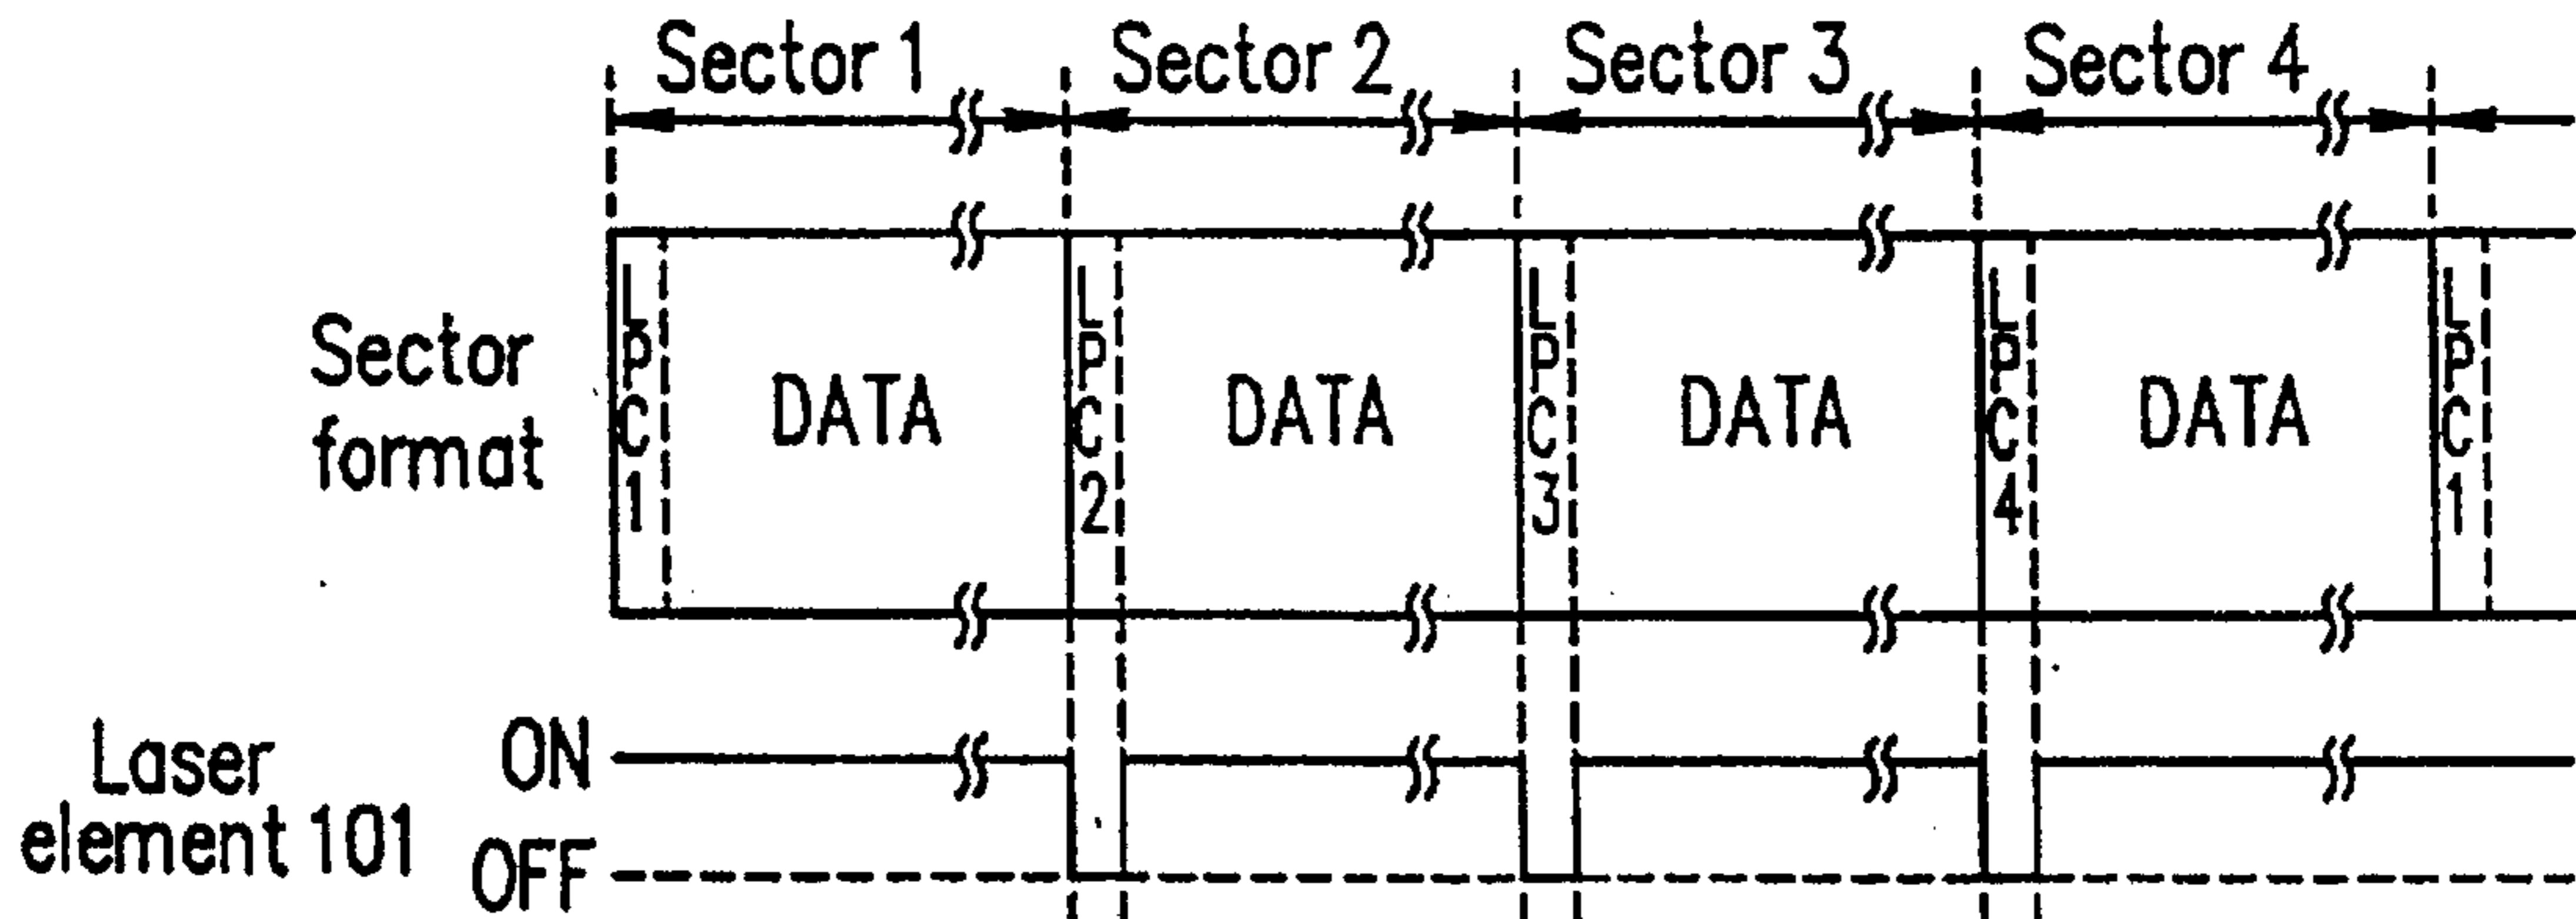 Sector 1 Sector 2 Sector 3 Sector 4
Sector
format
LPC1
DATA
LPC2
DATA
LPC3
DATA
LPC4
DATA
LPC1
Laser
element 101
ON
OFF